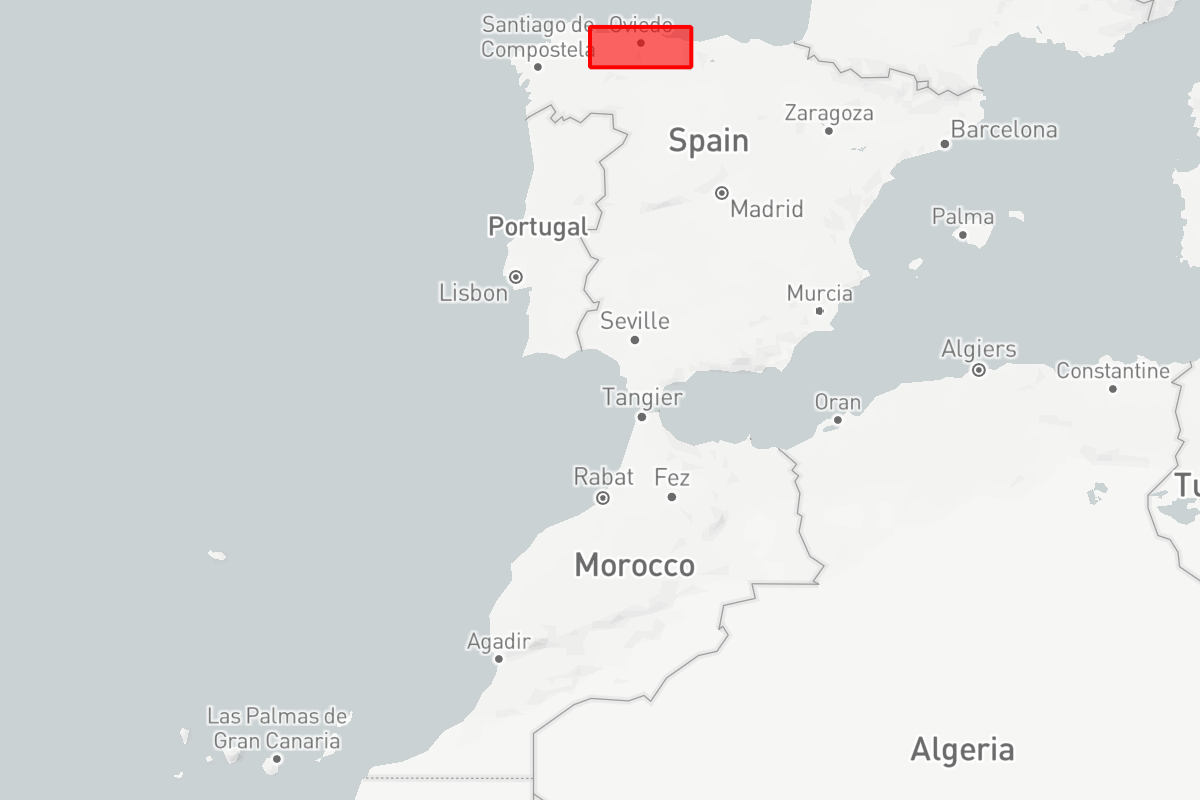 Santiago de
Compostela
Oviedo
Zaragoza
Barcelona
Spain
Madrid
Palma
Portugal
Lisbon
Murcia
Seville
Algiers
Constantine
Tangier
Oran
Rabat
Fez
Tu
Morocco
Agadir
Las Palmas de
Gran Canaria
Algeria